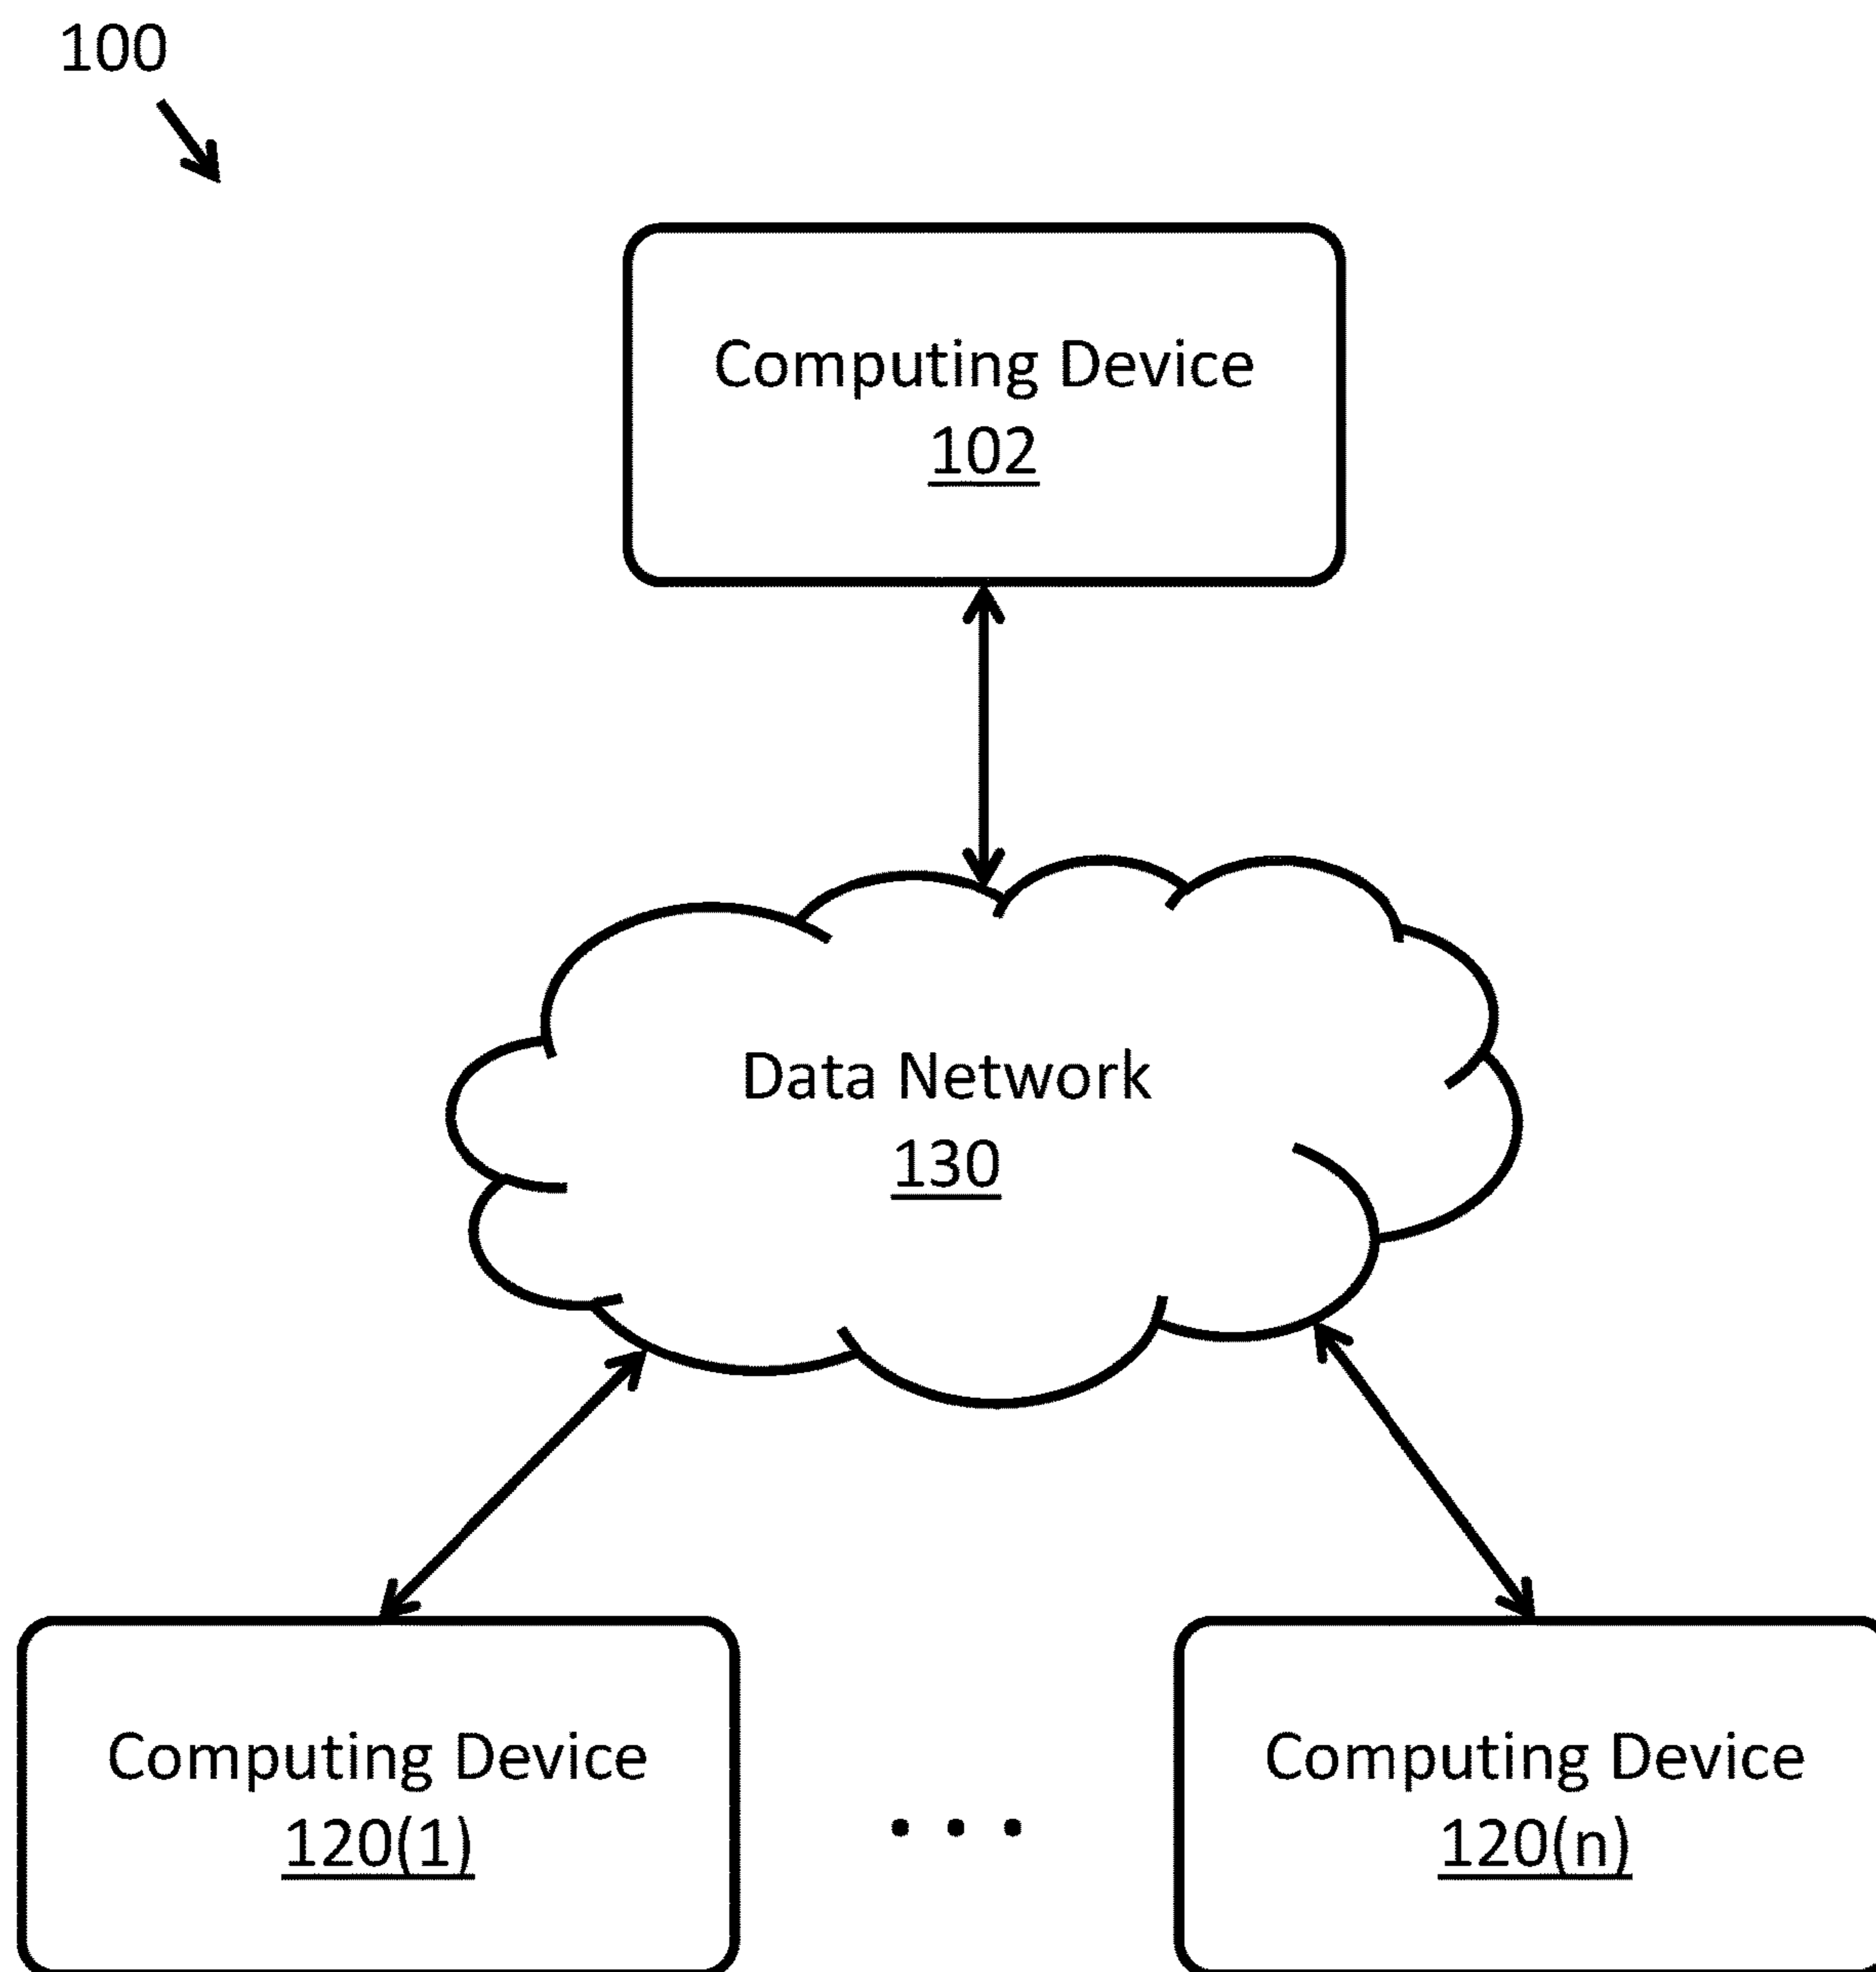 100
Computing Device
102
Data Network
130
Computing Device
120(1)
...
Computing Device
120(n)